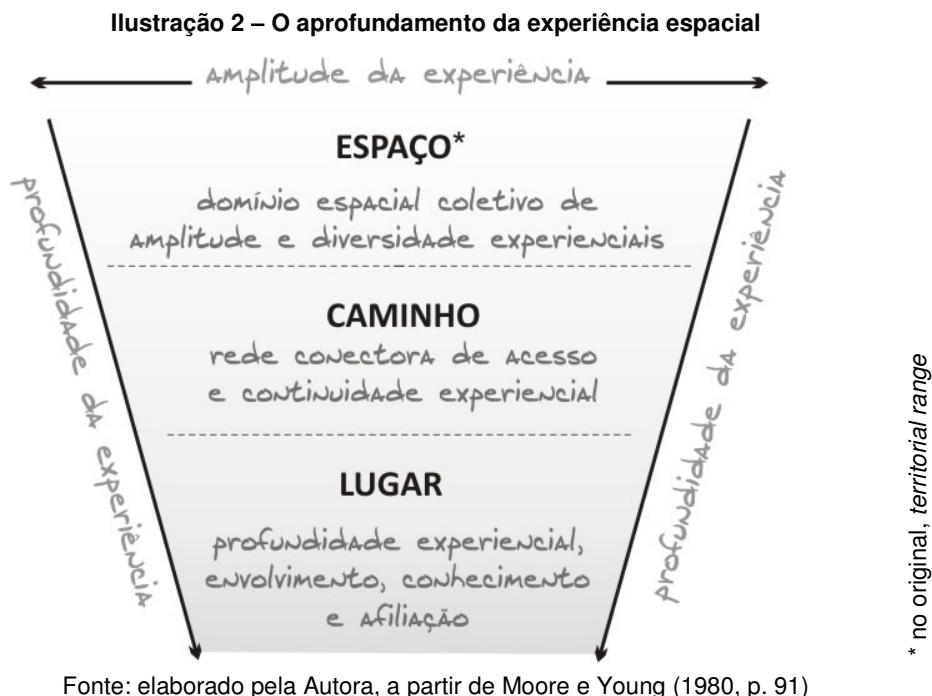 Ilustração 2 – O aprofundamento da experiência espacial
amplitude da experiência
ESPAÇO*
domínio espacial coletivo de
amplitude e diversidade experienciais
CAMINHO
rede conectora de acesso
e continuidade experiencial
LUGAR
profundidade experiencial,
envolvimento, conhecimento
e afiliação
profundidade da experiência
profundidade da experiência
* no original, territorial range
Fonte: elaborado pela Autora, a partir de Moore e Young (1980, p. 91)